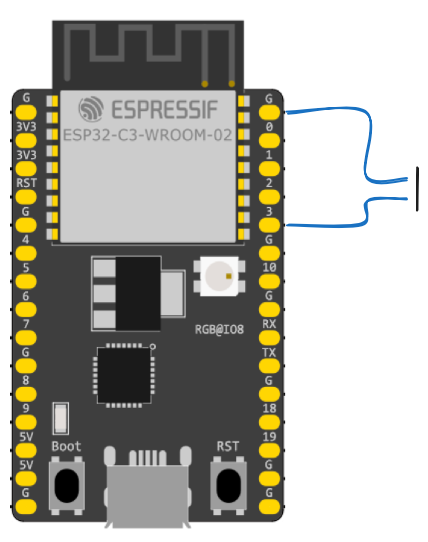 ESPRESSIF
ESP32-C3-WROOM-02
G
3V3
3V3
RST
G
4
5
6
7
G
8
9
5V
5V
G
G
0
1
2
3
G
10
G
RX
TX
G
18
19
G
G
RGB@IO8
Boot
RST